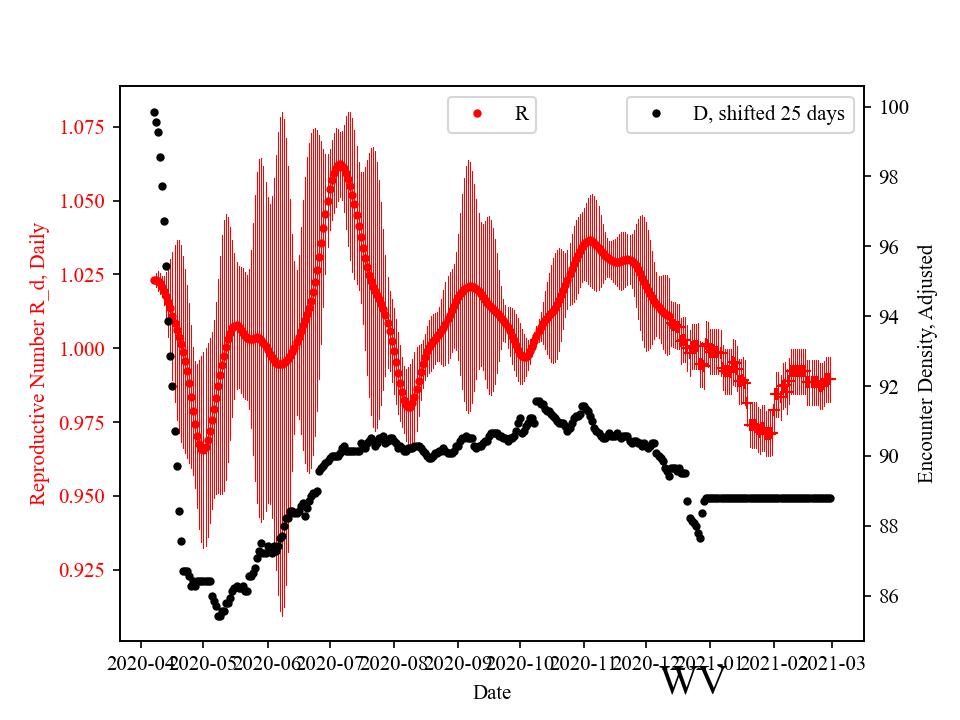 R
D, shifted 25 days
1.075
1.050
1.025
1.000
0.975
0.950
0.925
Reproductive Number R_d, Daily
100
98
96
94
92
90
88
86
Encounter Density, Adjusted
2020-04 2020-05 2020-06 2020-07 2020-08 2020-09 2020-10 2020-11 2020-12 2021-01 2021-02 2021-03
Date
WV